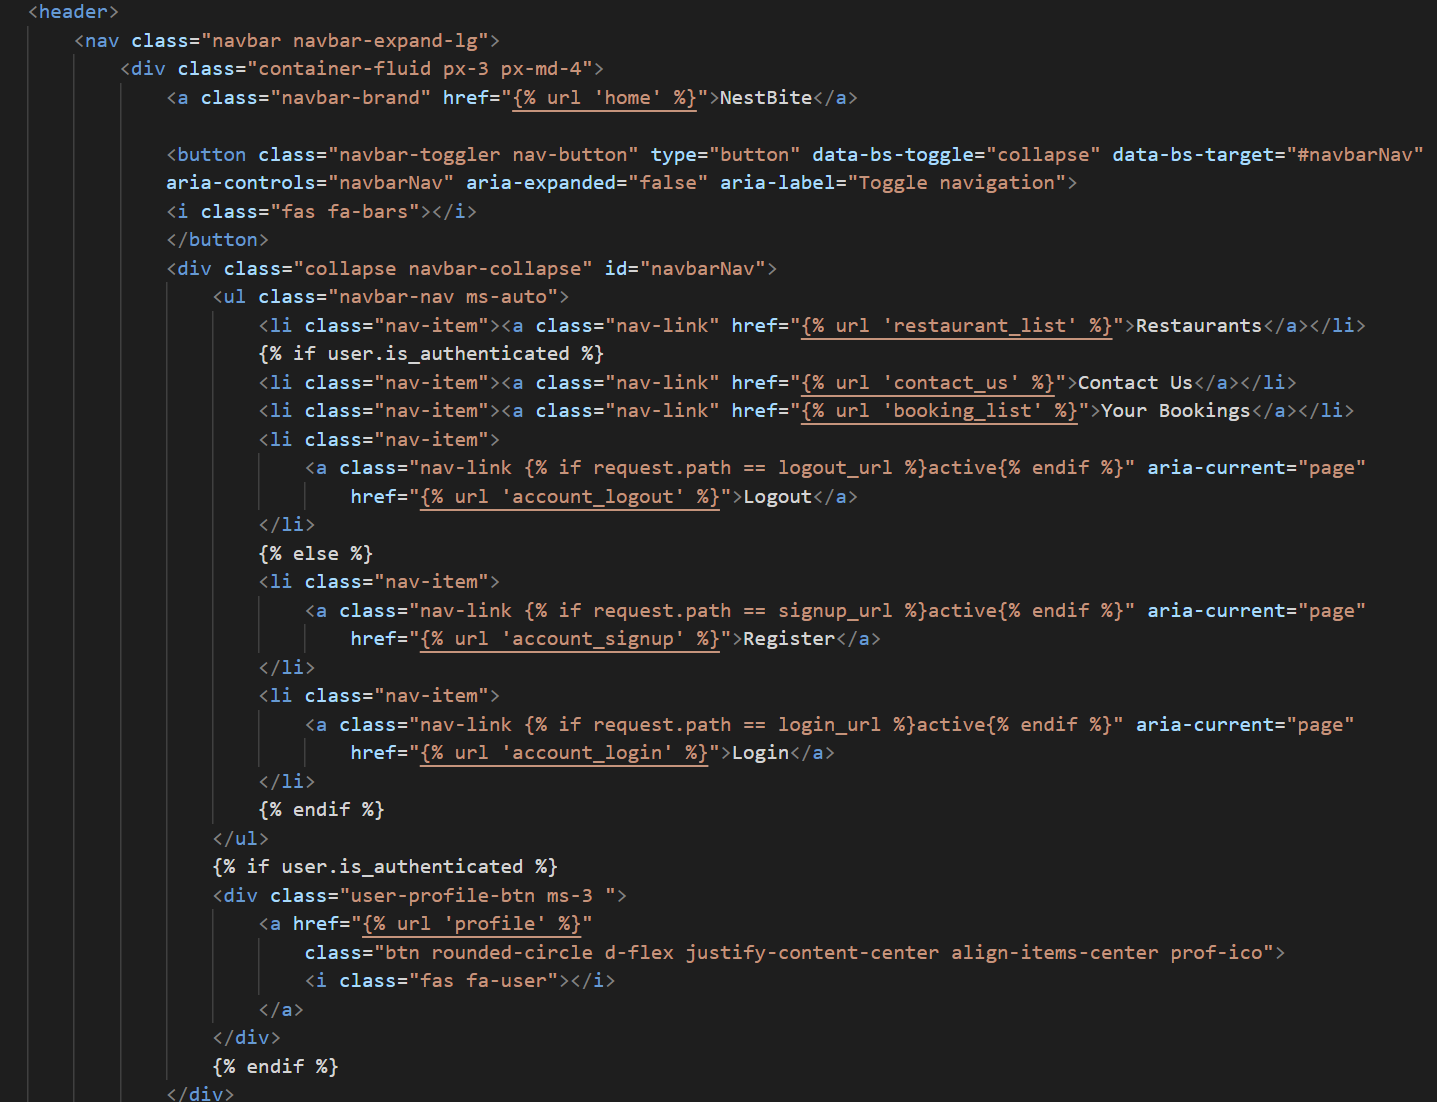 <header>
<nav class="navbar navbar-expand-lg">
<div class="container-fluid px-3 px-md-4">
<a class="navbar-brand" href="{% url 'home' %}">NestBite</a>
<button class="navbar-toggler nav-button" type="button" data-bs-toggle="collapse" data-bs-target="#navbarNav"
aria-controls="navbarNav" aria-expanded="false" aria-label="Toggle navigation">
<i class="fas fa-bars"></i>
</button>
<div class="collapse navbar-collapse" id="navbarNav">
<ul class="navbar-nav ms-auto">
<li class="nav-item"><a class="nav-link" href="{% url 'restaurant_list' %}">Restaurants</a></li>
{% if user.is_authenticated %}
<li class="nav-item"><a class="nav-link" href="{% url 'contact_us' %}">Contact Us</a></li>
<li class="nav-item"><a class="nav-link" href="{% url 'booking_list' %}">Your Bookings</a></li>
<li class="nav-item">
<a class="nav-link {% if request.path == logout_url %}active{% endif %}" aria-current="page"
href="{% url 'account_logout' %}">Logout</a>
</li>
{% else %}
<li class="nav-item">
<a class="nav-link {% if request.path == signup_url %}active{% endif %}" aria-current="page"
href="{% url 'account_signup' %}">Register</a>
</li>
<li class="nav-item">
<a class="nav-link {% if request.path == login_url %}active{% endif %}" aria-current="page"
href="{% url 'account_login' %}">Login</a>
</li>
{% endif %}
</ul>
{% if user.is_authenticated %}
<div class="user-profile-btn ms-3 ">
<a href="{% url 'profile' %}"
class="btn rounded-circle d-flex justify-content-center align-items-center prof-ico">
<i class="fas fa-user"></i>
</a>
</div>
{% endif %}
</div>